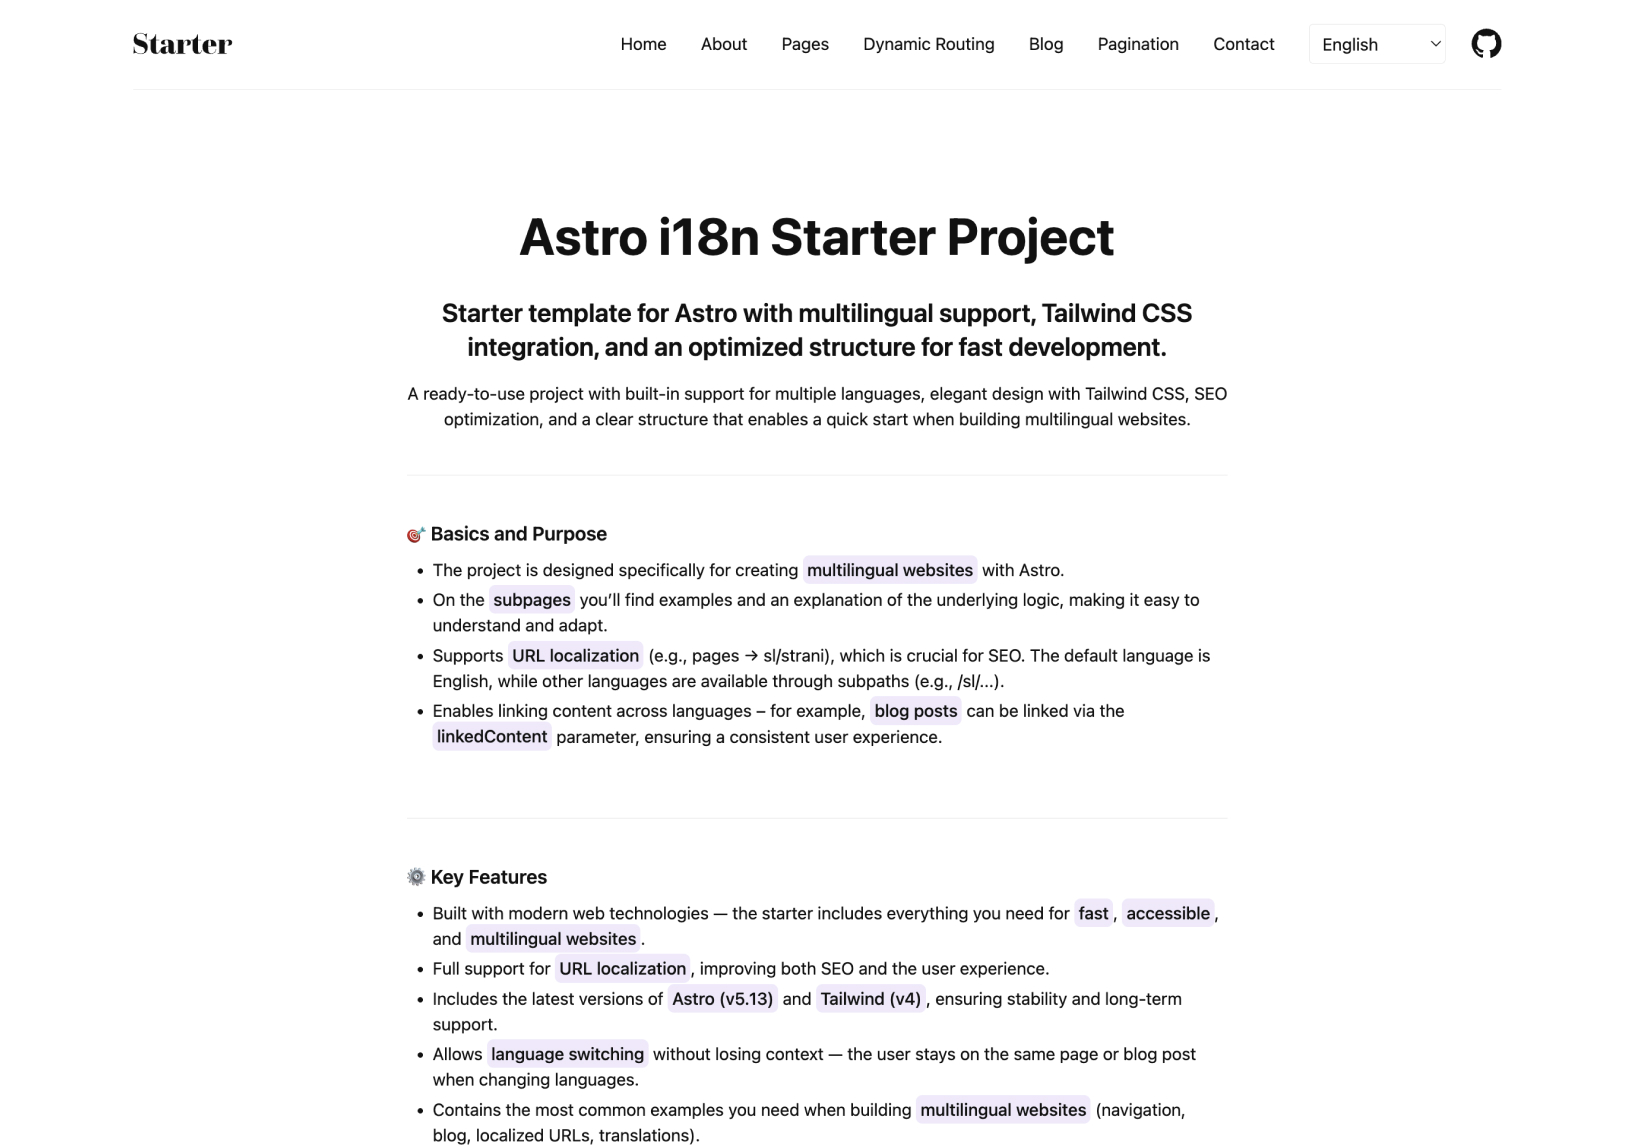 Starter
Home About Pages Dynamic Routing Blog Pagination Contact English
Astro i18n Starter Project
Starter template for Astro with multilingual support, Tailwind CSS
integration, and an optimized structure for fast development.
A ready-to-use project with built-in support for multiple languages, elegant design with Tailwind CSS, SEO
optimization, and a clear structure that enables a quick start when building multilingual websites.
🎯 Basics and Purpose
• The project is designed specifically for creating multilingual websites with Astro.
• On the subpages you’ll find examples and an explanation of the underlying logic, making it easy to
understand and adapt.
• Supports URL localization (e.g., pages → sl/strani), which is crucial for SEO. The default language is
English, while other languages are available through subpaths (e.g., /sl/...).
• Enables linking content across languages – for example, blog posts can be linked via the
linkedContent parameter, ensuring a consistent user experience.
⚙️ Key Features
• Built with modern web technologies — the starter includes everything you need for fast, accessible,
and multilingual websites.
• Full support for URL localization, improving both SEO and the user experience.
• Includes the latest versions of Astro (v5.13) and Tailwind (v4), ensuring stability and long-term
support.
• Allows language switching without losing context — the user stays on the same page or blog post
when changing languages.
• Contains the most common examples you need when building multilingual websites (navigation,
blog, localized URLs, translations).